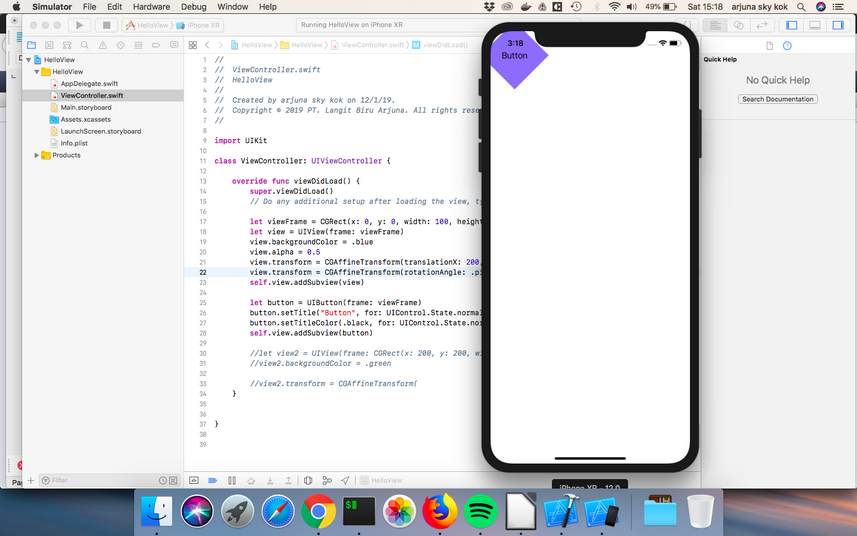 Simulator File Edit Hardware Debug Window Help 49% Sat 15:18 arjuna sky kok
HelloView iPhone XR Running HelloView on iPhone XR
HelloView HelloView ViewController.swift viewDidLoad()
HelloView
HelloView
AppDelegate.swift
ViewController.swift
Main.storyboard
Assets.xcassets
LaunchScreen.storyboard
Info.plist
Products
Filter
1 //
2 // ViewController.swift
3 // HelloView
4 //
5 // Created by arjuna sky kok on 12/1/19.
6 // Copyright © 2019 PT. Langit Biru Arjuna. All rights rese
7 //
8
9 import UIKit
10
11 class ViewController: UIViewController {
12
13 override func viewDidLoad() {
14 super.viewDidLoad()
15 // Do any additional setup after loading the view, ty
16
17 let viewFrame = CGRect(x: 0, y: 0, width: 100, height
18 let view = UIView(frame: viewFrame)
19 view.backgroundColor = .blue
20 view.alpha = 0.5
21 view.transform = CGAffineTransform(translationX: 200,
22 view.transform = CGAffineTransform(rotationAngle: .pi
23 self.view.addSubview(view)
24
25 let button = UIButton(frame: viewFrame)
26 button.setTitle("Button", for: UIControl.State.normal
27 button.setTitleColor(.black, for: UIControl.State.nor
28 self.view.addSubview(button)
29
30 //let view2 = UIView(frame: CGRect(x: 200, y: 200, wi
31 //view2.backgroundColor = .green
32
33 //view2.transform = CGAffineTransform(
34 }
35
36
37 }
38
39
HelloView
3:18
Button
iPhone XR - 12.0
Quick Help
No Quick Help
Search Documentation